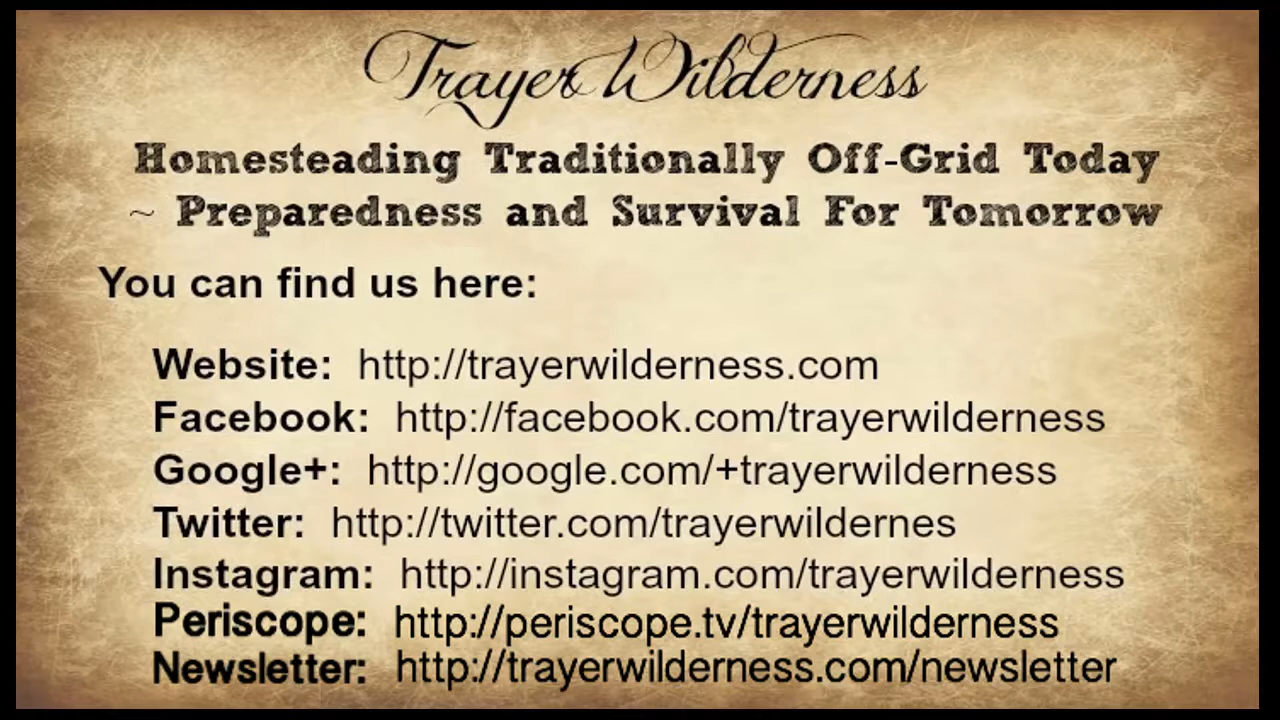 Trayer Wilderness
Homesteading Traditionally Off-Grid Today
~ Preparedness and Survival For Tomorrow
You can find us here:
Website: http://trayerwilderness.com
Facebook: http://facebook.com/trayerwilderness
Google+: http://google.com/+trayerwilderness
Twitter: http://twitter.com/trayerwildernes
Instagram: http://instagram.com/trayerwilderness
Periscope: http://periscope.tv/trayerwilderness
Newsletter: http://trayerwilderness.com/newsletter